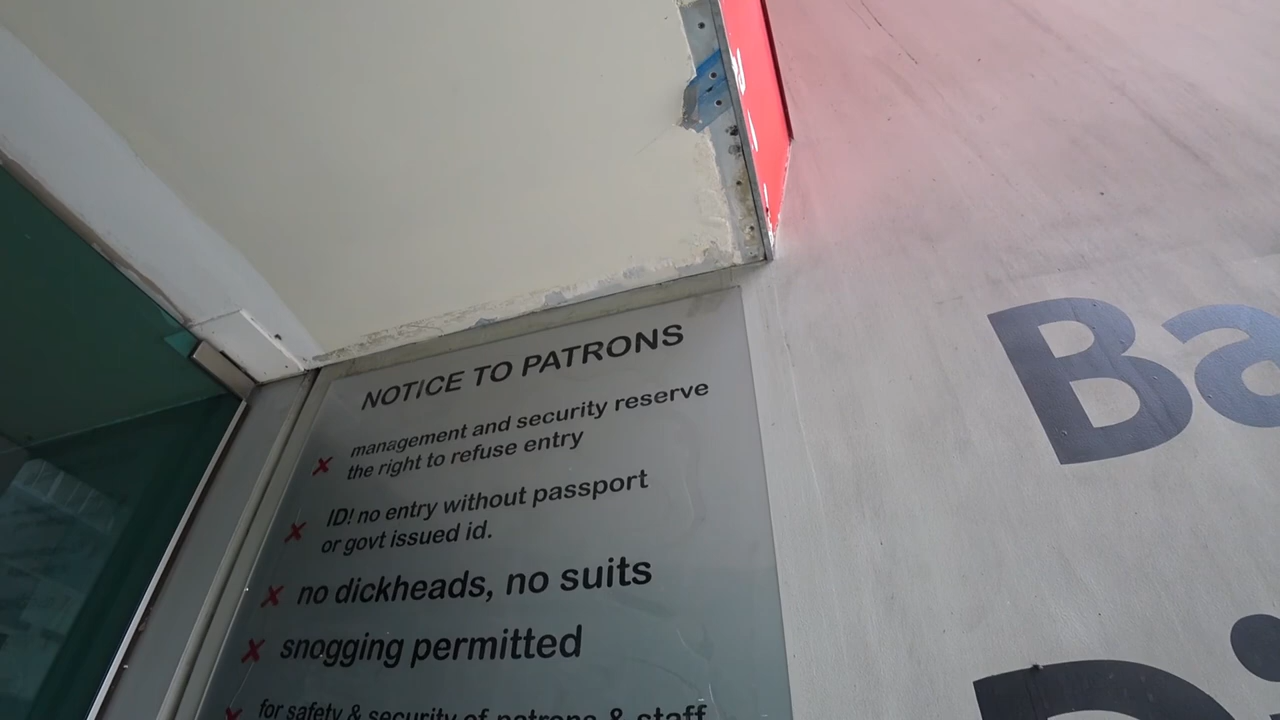 NOTICE TO PATRONS
management and security reserve
the right to refuse entry
ID! no entry without passport
or govt issued id.
no dickheads, no suits
snogging permitted
for safety & security of patrons & staff
Ba